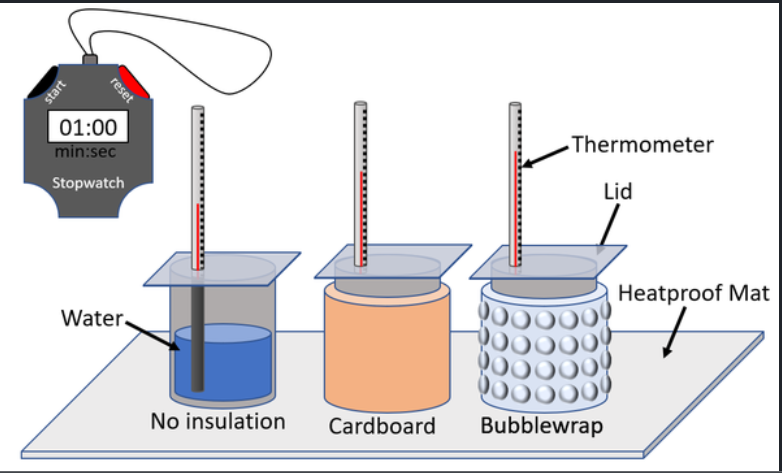 start
reset
01:00
min:sec
Stopwatch
Thermometer
Lid
Heatproof Mat
Water
No insulation
Cardboard
Bubblewrap